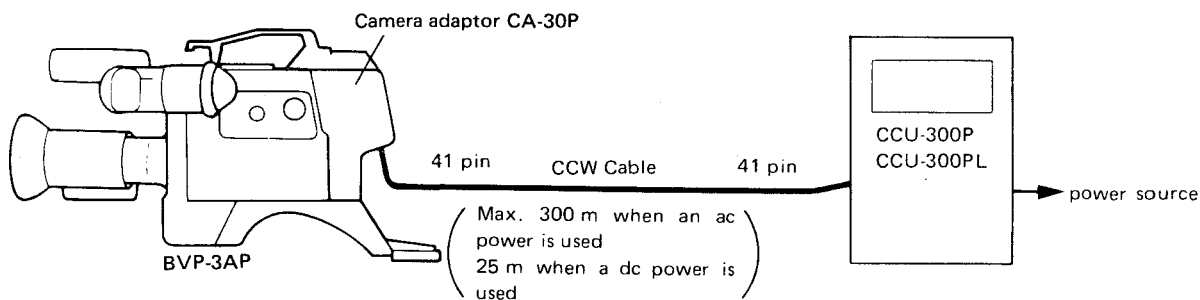 Camera adaptor CA-30P
CCU-300P
CCU-300PL
41 pin CCW Cable 41 pin
power source
Max. 300 m when an ac
power is used
25 m when a dc power is
used
BVP-3AP